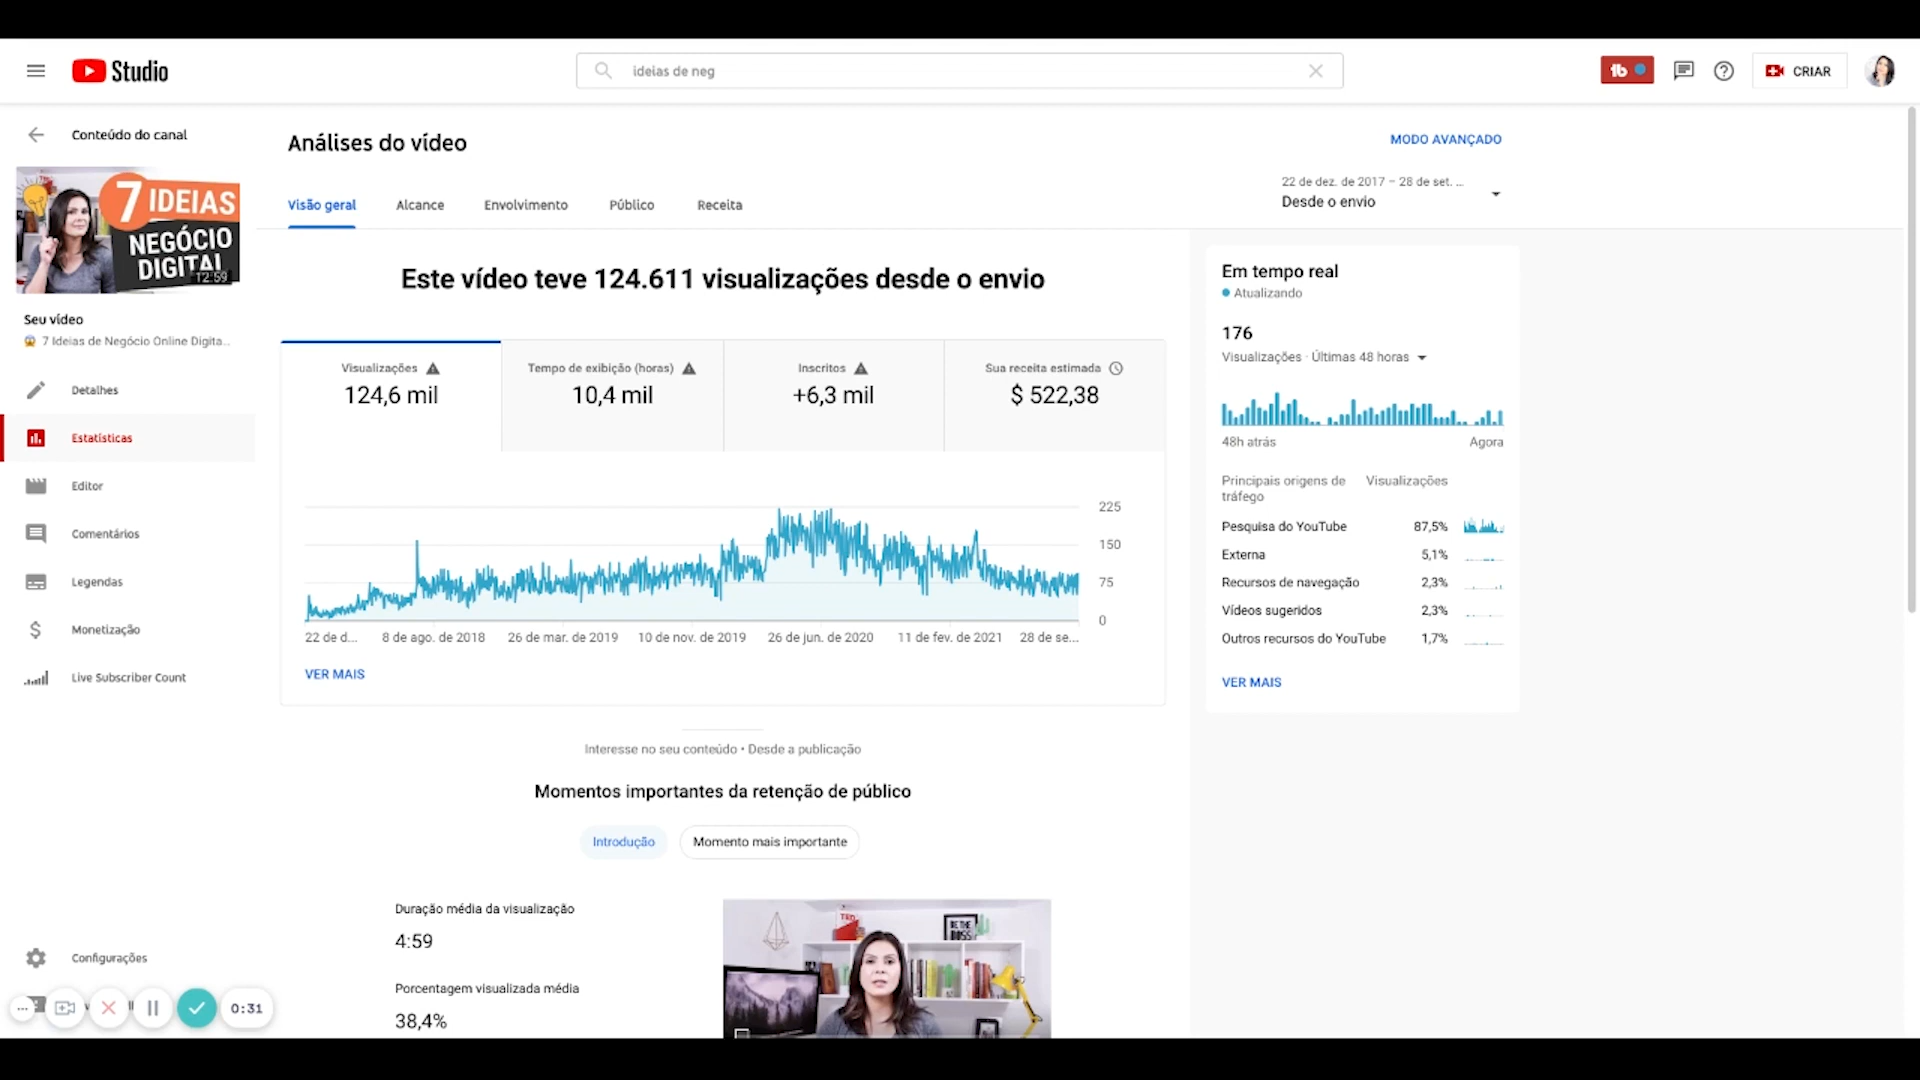 Studio
ideias de neg
CRIAR
Conteúdo do canal
7 IDEIAS
NEGÓCIO
DIGITAL
12:59
Seu vídeo
7 Ideias de Negócio Online Digita...
Detalhes
Estatísticas
Editor
Comentários
Legendas
Monetização
Live Subscriber Count
Configurações
0:31
Análises do vídeo
MODO AVANÇADO
22 de dez. de 2017 – 28 de set. ...
Desde o envio
Visão geral
Alcance
Envolvimento
Público
Receita
Este vídeo teve 124.611 visualizações desde o envio
Visualizações
124,6 mil
Tempo de exibição (horas)
10,4 mil
Inscritos
+6,3 mil
Sua receita estimada
$ 522,38
225
150
75
0
22 de d...
8 de ago. de 2018
26 de mar. de 2019
10 de nov. de 2019
26 de jun. de 2020
11 de fev. de 2021
28 de se...
VER MAIS
Interesse no seu conteúdo • Desde a publicação
Momentos importantes da retenção de público
Introdução
Momento mais importante
Duração média da visualização
4:59
Porcentagem visualizada média
38,4%
BE THE
BOSS
Em tempo real
Atualizando
176
Visualizações · Últimas 48 horas
48h atrás
Agora
Principais origens de tráfego
Visualizações
Pesquisa do YouTube 87,5%
Externa 5,1%
Recursos de navegação 2,3%
Vídeos sugeridos 2,3%
Outros recursos do YouTube 1,7%
VER MAIS